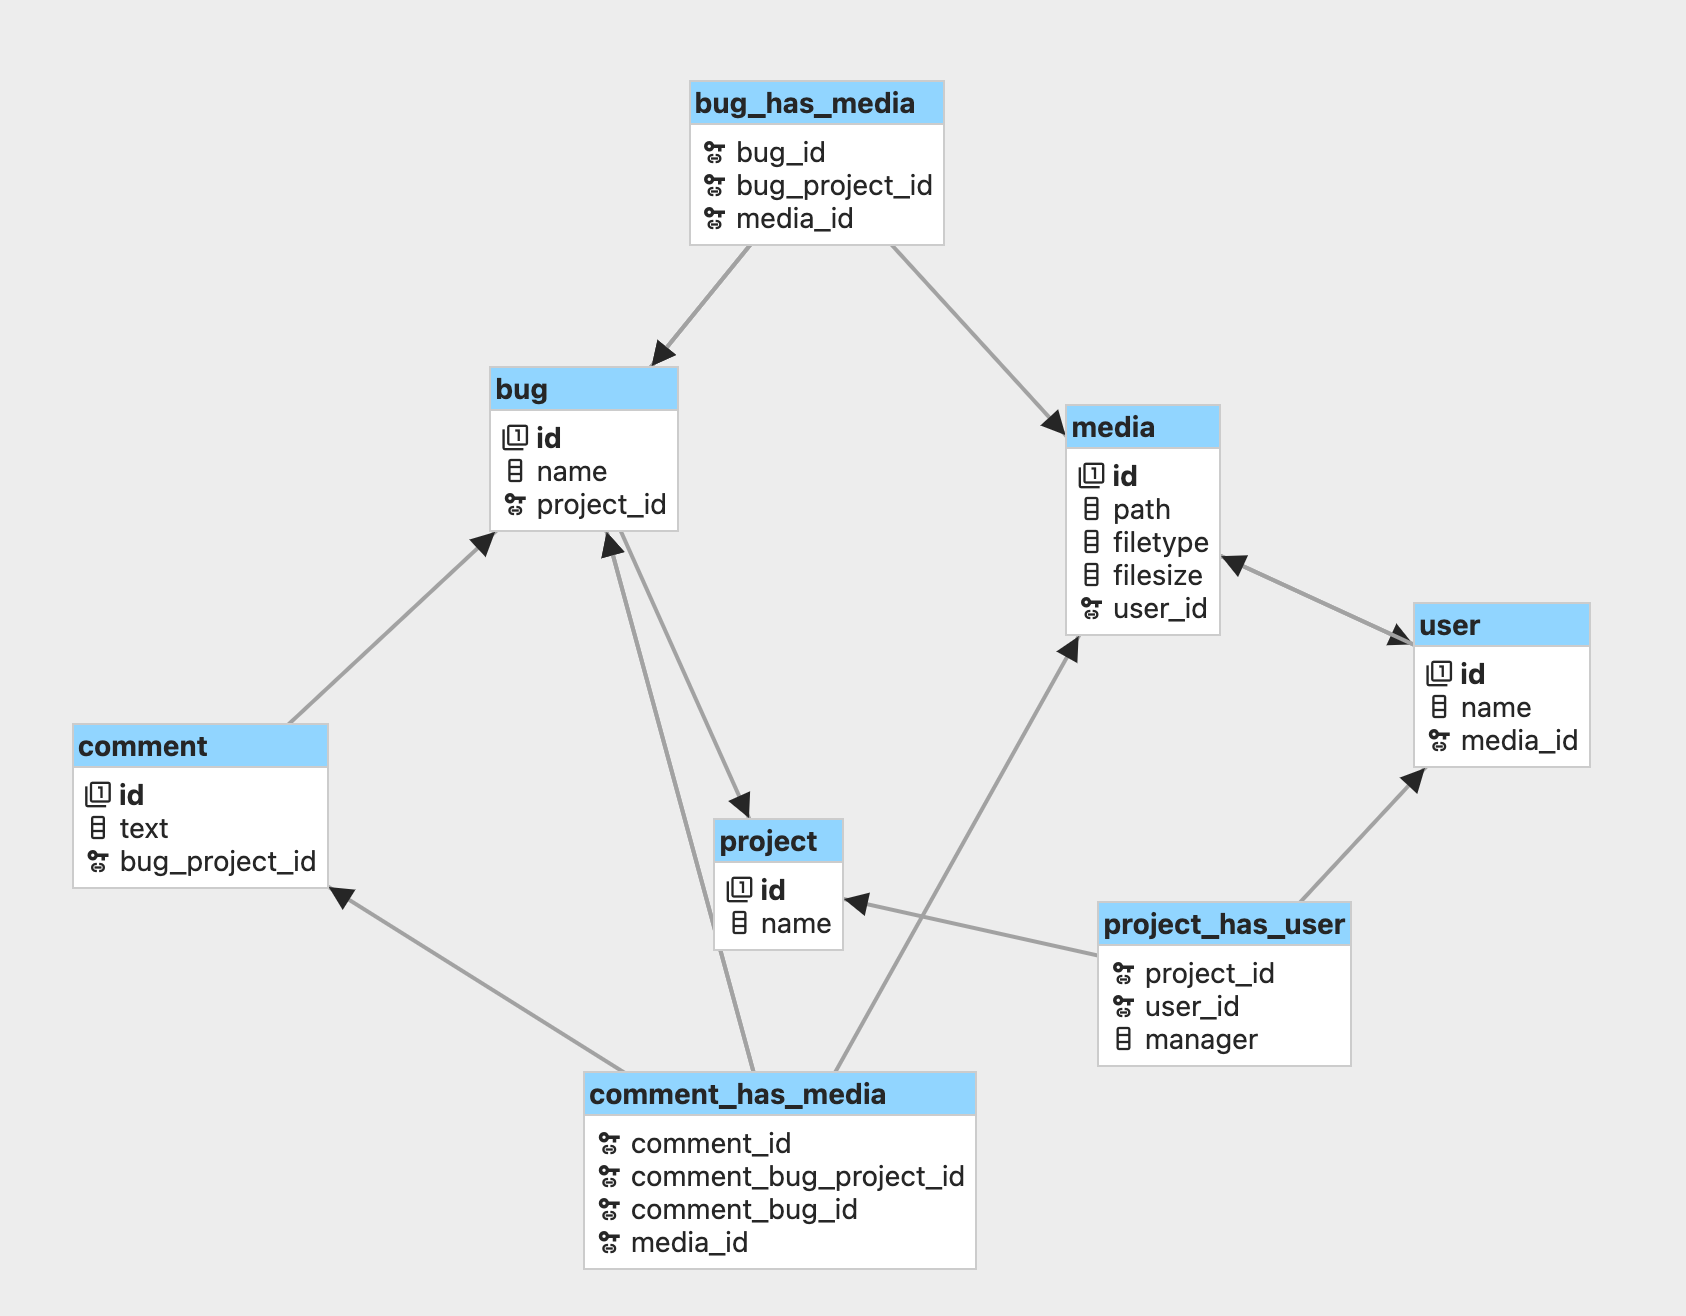 bug_has_media
bug_id
bug_project_id
media_id
bug
id
name
project_id
media
id
path
filetype
filesize
user_id
user
id
name
media_id
comment
id
text
bug_project_id
project
id
name
project_has_user
project_id
user_id
manager
comment_has_media
comment_id
comment_bug_project_id
comment_bug_id
media_id